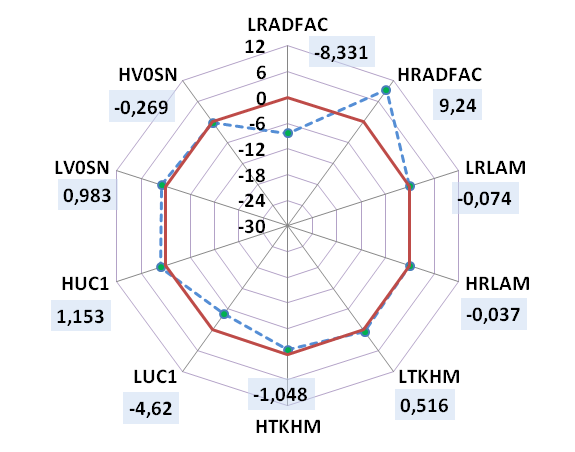 LRADFAC
12
-8,331
6
HV0SN
HRADFAC
0
-0,269
9,24
-6
-12
LV0SN
LRLAM
-18
0,983
-0,074
-24
-30
HUC1
HRLAM
1,153
-0,037
LUC1
LTKHM
-1,048
-4,62
0,516
HTKHM